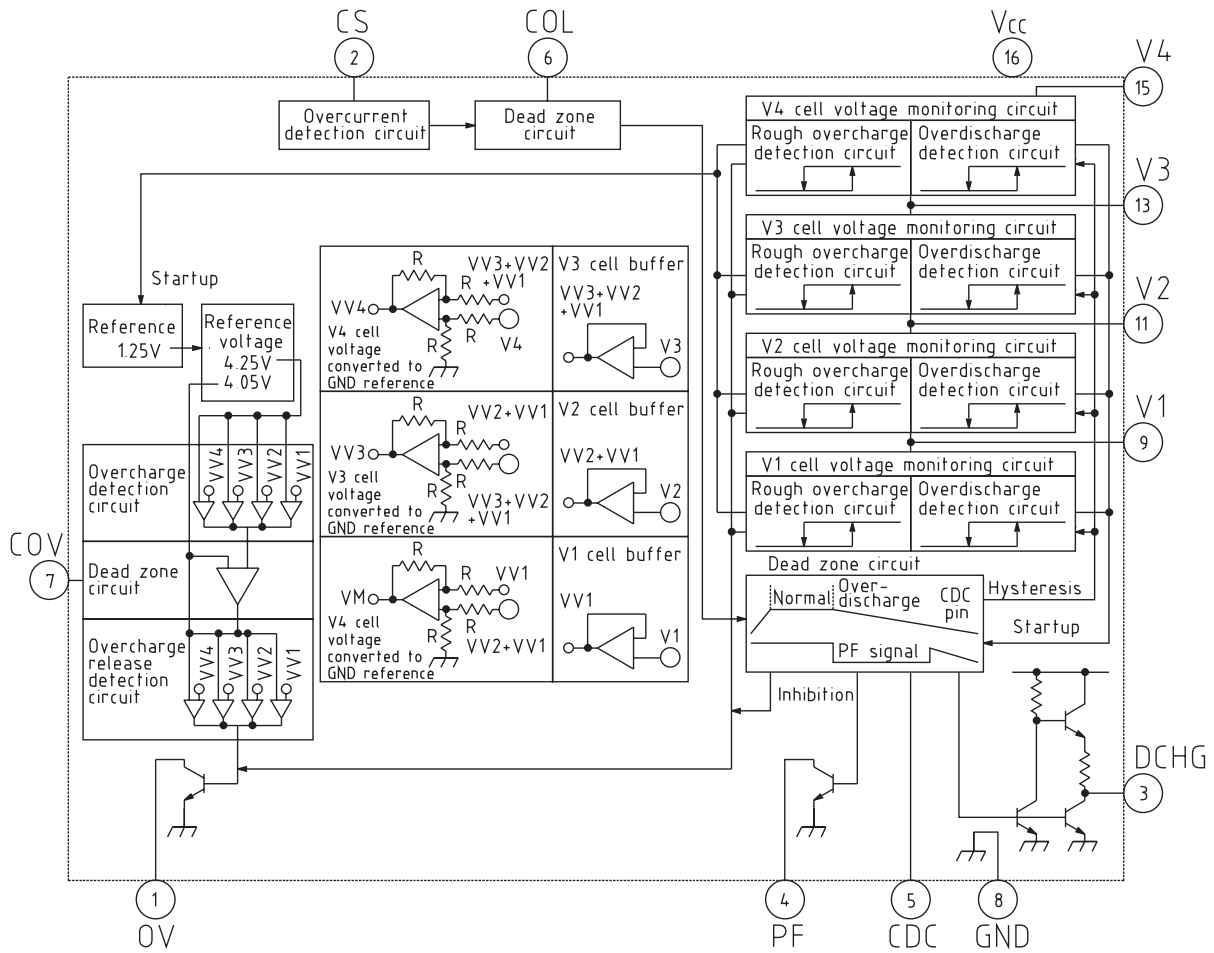 CS
2
COL
6
Vcc
16
V4
15
Overcurrent
detection circuit
Dead zone
circuit
V4 cell voltage monitoring circuit
Rough overcharge
detection circuit
Overdischarge
detection circuit
V3
13
V3 cell voltage monitoring circuit
Rough overcharge
detection circuit
Overdischarge
detection circuit
V2
11
V2 cell voltage monitoring circuit
Rough overcharge
detection circuit
Overdischarge
detection circuit
V1
9
V1 cell voltage monitoring circuit
Rough overcharge
detection circuit
Overdischarge
detection circuit
Startup
Reference
1.25V
Reference
voltage
4.25V
4.05V
R
VV3+VV2
+VV1
R
VV4
R
V4
V4 cell
voltage
converted to
GND reference
V3 cell buffer
VV3+VV2
+VV1
V3
R
VV2+VV1
R
VV3
R
R
VV3+VV2
+VV1
V3 cell
voltage
converted to
GND reference
V2 cell buffer
VV2+VV1
V2
R
VV1
R
VM
R
R
VV2+VV1
V4 cell
voltage
converted to
GND reference
V1 cell buffer
VV1
V1
Overcharge
detection
circuit
VV4
VV3
VV2
VV1
COV
7
Dead zone
circuit
Overcharge
release
detection
circuit
VV4
VV3
VV2
VV1
Dead zone circuit
Normal
Over-
discharge
CDC
pin
PF signal
Hysteresis
Startup
Inhibition
DCHG
3
1
OV
4
PF
5
CDC
8
GND